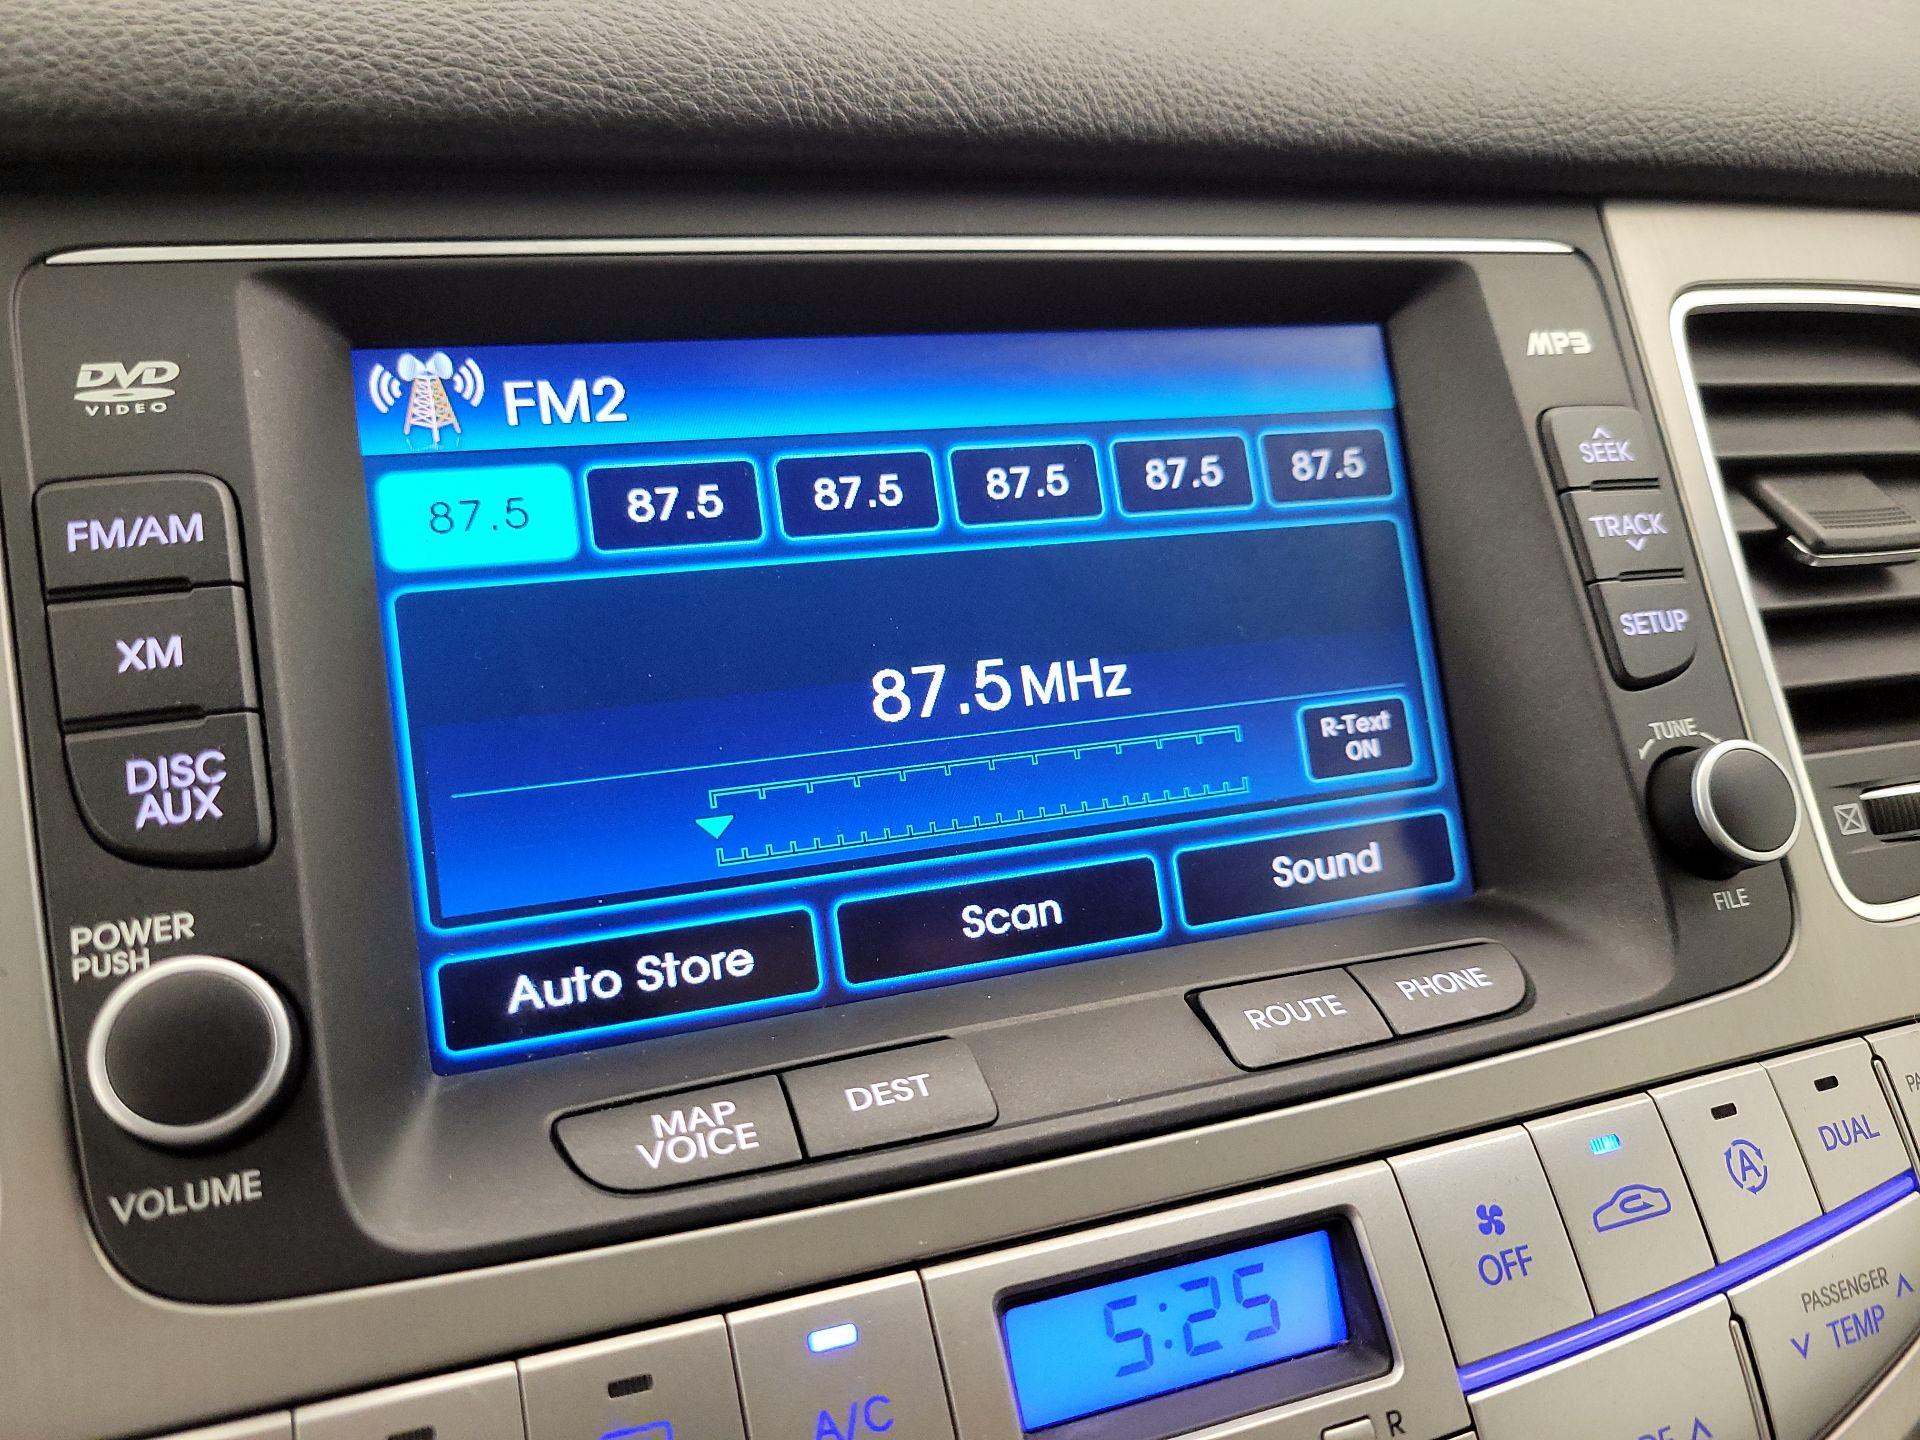 DVD
VIDEO
MP3
FM2
87.5 87.5 87.5 87.5 87.5 87.5
FM/AM
XM
DISC
AUX
SEEK
TRACK
SETUP
87.5 MHz
R-Text
ON
TUNE
FILE
Auto Store
Scan
Sound
POWER
PUSH
VOLUME
MAP
VOICE
DEST
ROUTE
PHONE
OFF
A
DUAL
5:25
PASSENGER
TEMP
A/C
R